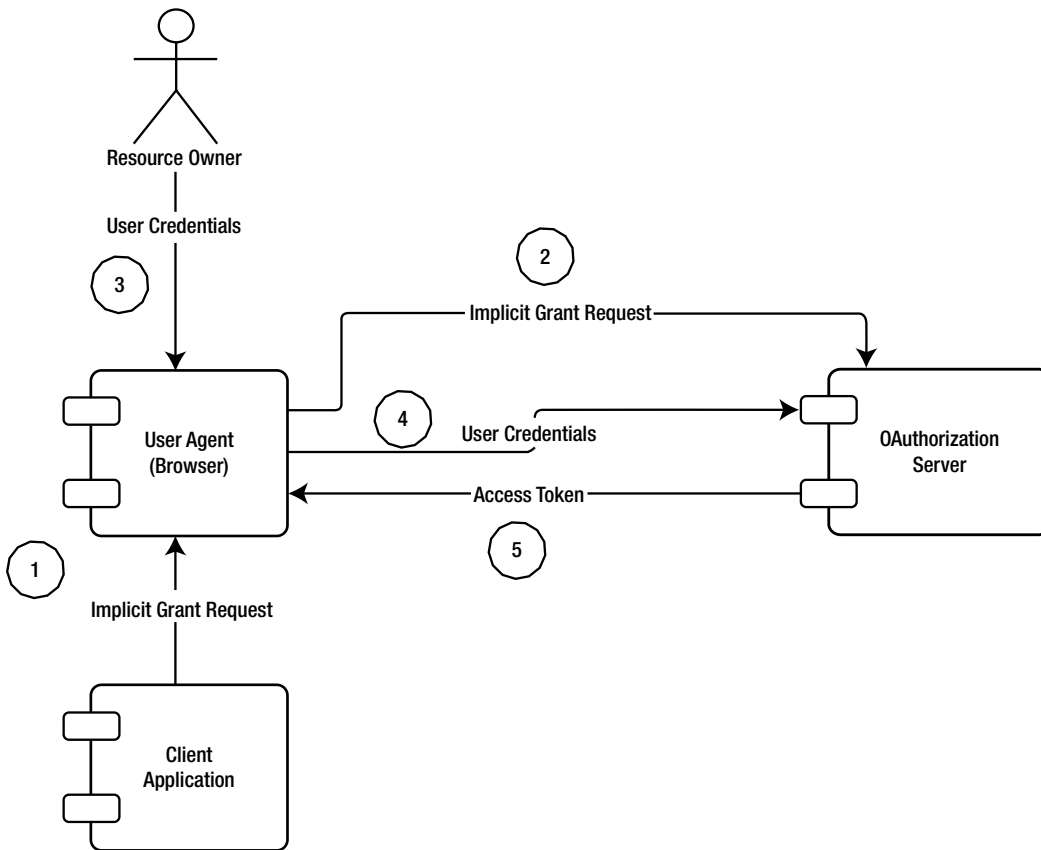 Resource Owner
User Credentials
2
3
Implicit Grant Request
4
User Agent
(Browser)
User Credentials
OAuthorization
Server
Access Token
5
1
Implicit Grant Request
Client
Application